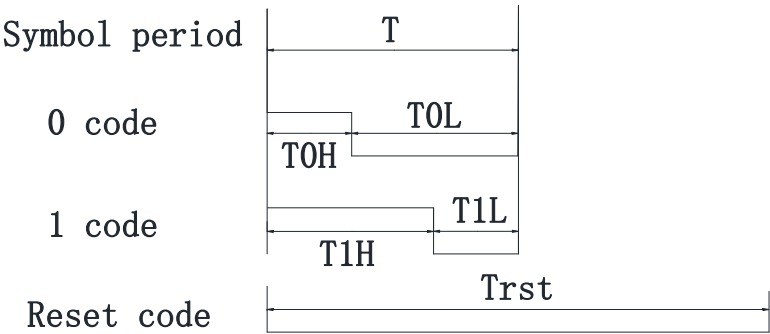 Symbol period
T
0 code
T0L
T0H
1 code
T1L
T1H
Trst
Reset code